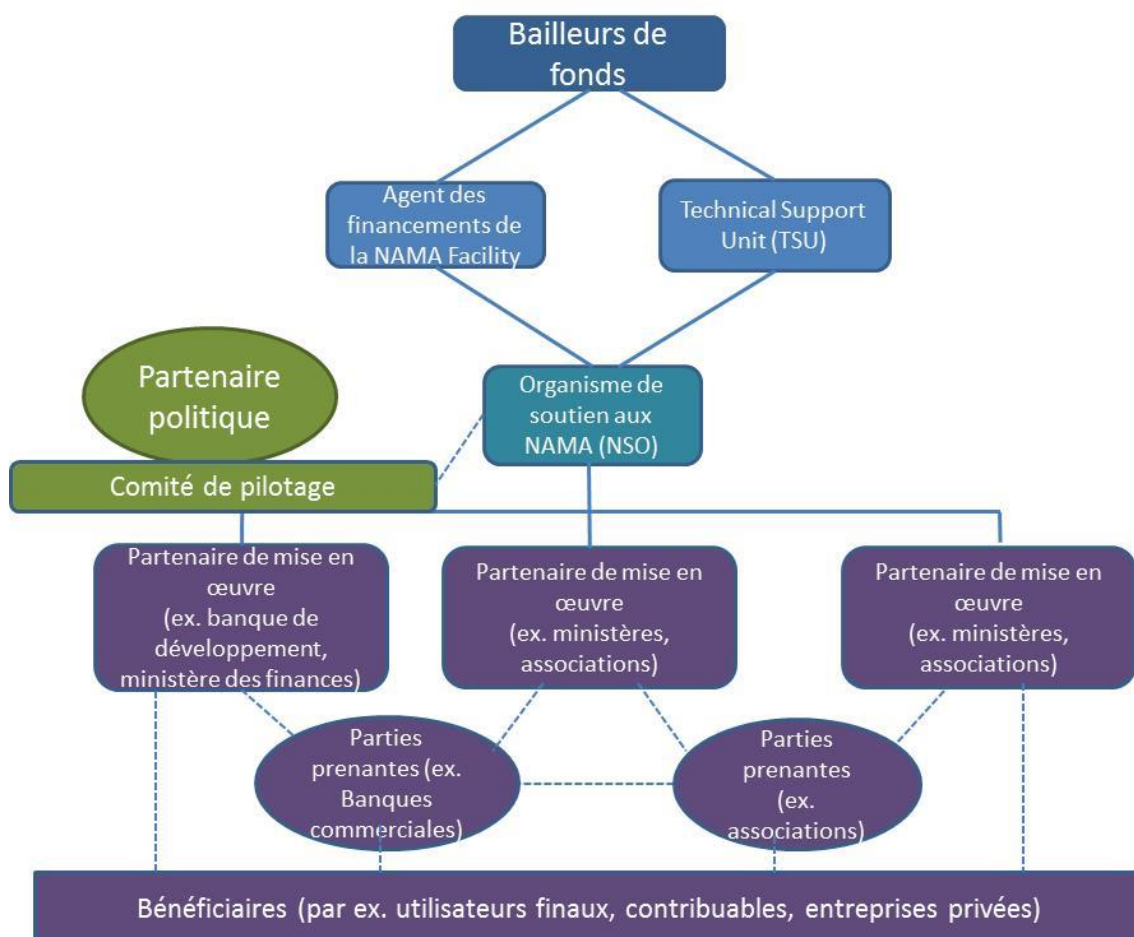 Bailleurs de
fonds
Agent des
financements de
la NAMA Facility
Technical Support
Unit (TSU)
Partenaire
politique
Organisme de
soutien aux
NAMA (NSO)
Comité de pilotage
Partenaire de mise en
œuvre
(ex. banque de
développement,
ministère des finances)
Partenaire de mise en
œuvre
(ex. ministères,
associations)
Partenaire de mise en
œuvre
(ex. ministères,
associations)
Parties
prenantes (ex.
Banques
commerciales)
Parties
prenantes
(ex.
associations)
Bénéficiaires (par ex. utilisateurs finaux, contribuables, entreprises privées)